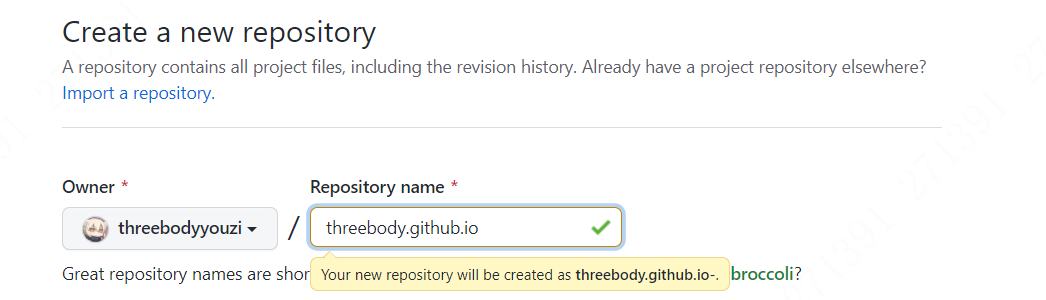 Create a new repository
A repository contains all project files, including the revision history. Already have a project repository elsewhere?
Import a repository.
Owner *
Repository name *
threebodyyouzi
/
threebody.github.io
Great repository names are shor
Your new repository will be created as threebody.github.io-.
broccoli?
271391